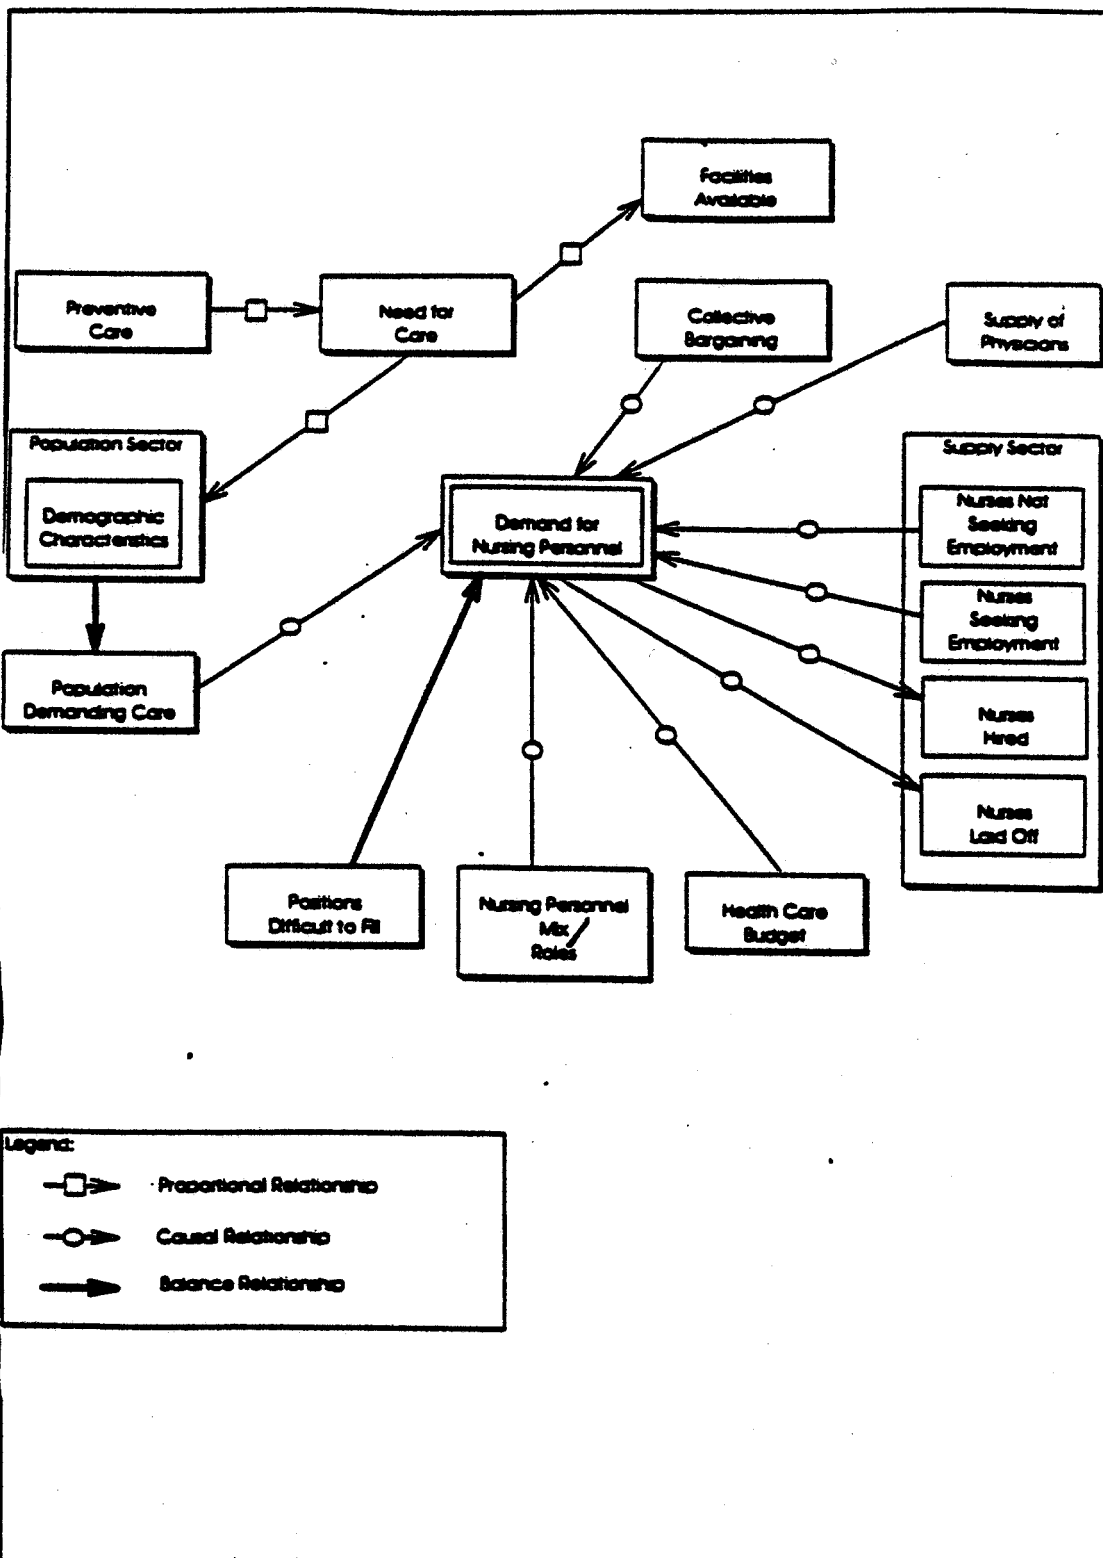 Facilities
Available
Preventive
Care
Need for
Care
Collective
Bargaining
Supply of
Physicians
Population Sector
Demographic
Characteristics
Demand for
Nursing Personnel
Supply Sector
Nurses Not
Seeking
Employment
Nurses
Seeking
Employment
Nurses
Hired
Nurses
Laid Off
Population
Demanding Care
Positions
Difficult to Fill
Nursing Personnel
Mix
Roles
Health Care
Budget
Legend:
Proportional Relationship
Causal Relationship
Balance Relationship